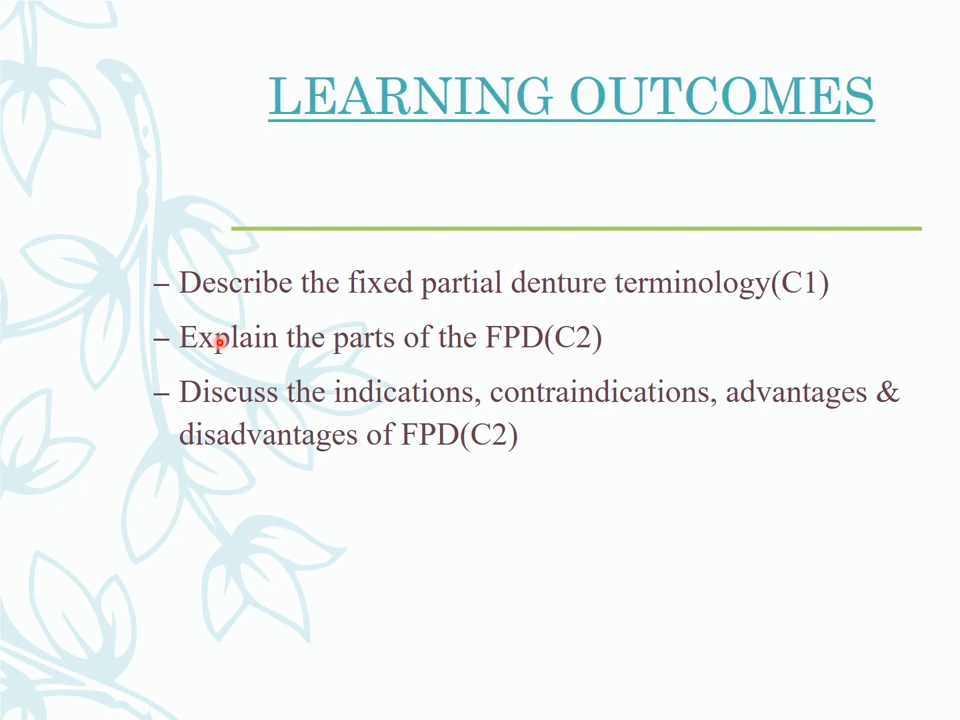 LEARNING OUTCOMES
– Describe the fixed partial denture terminology(C1)
– Explain the parts of the FPD(C2)
– Discuss the indications, contraindications, advantages &
disadvantages of FPD(C2)